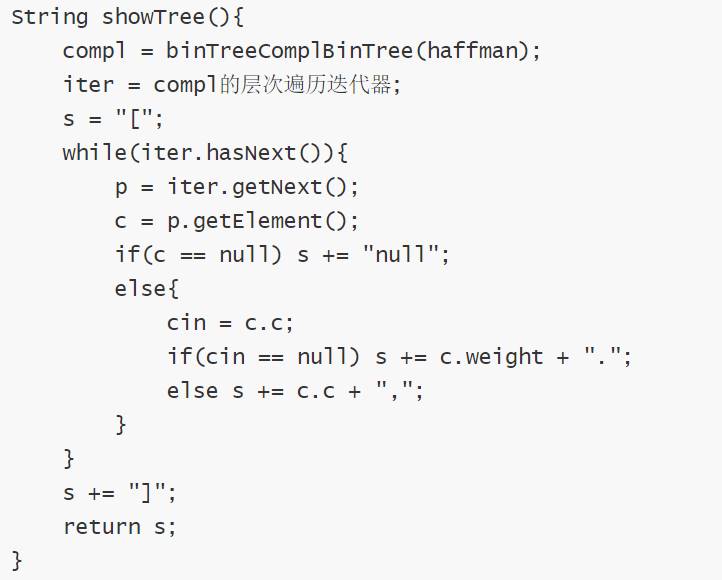 String showTree(){
    compl = binTreeComplBinTree(haffman);
    iter = compl的层次遍历迭代器;
    s = "[";
    while(iter.hasNext()){
        p = iter.getNext();
        c = p.getElement();
        if(c == null) s += "null";
        else{
            cin = c.c;
            if(cin == null) s += c.weight + ".";
            else s += c.c + ",";
        }
    }
    s += "]";
    return s;
}